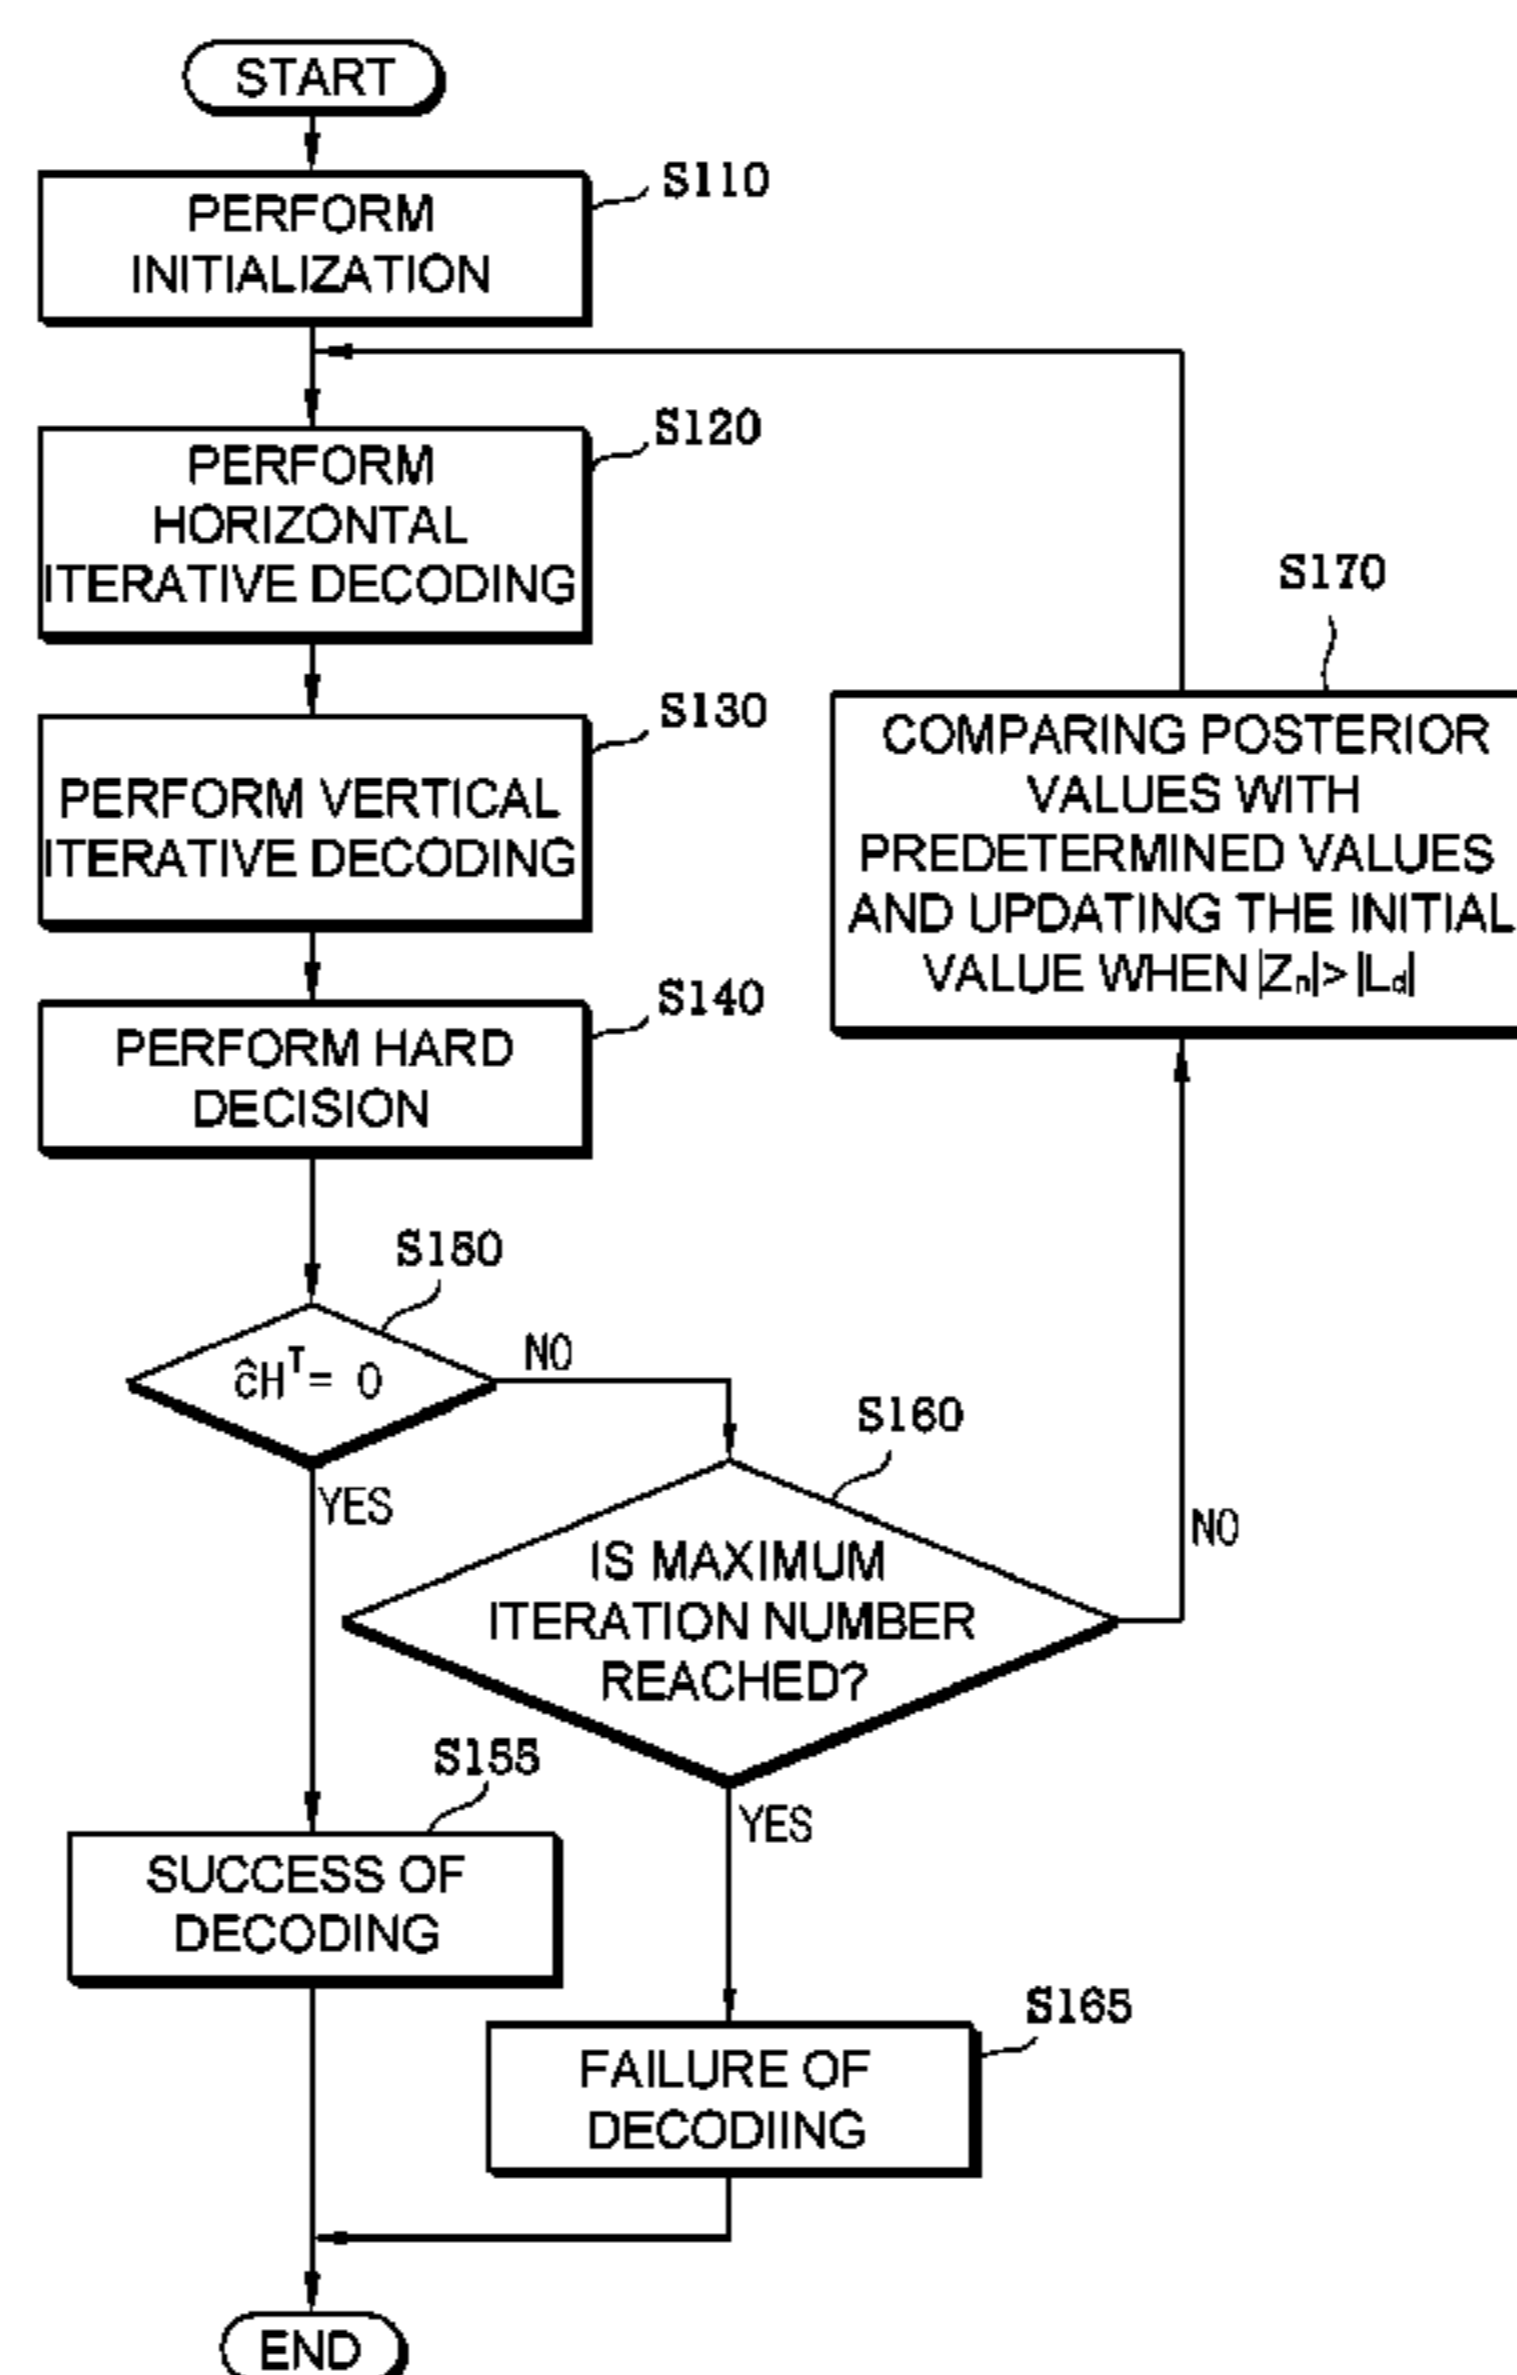 START
S110
PERFORM
INITIALIZATION
S120
PERFORM
HORIZONTAL
ITERATIVE DECODING
S130
PERFORM VERTICAL
ITERATIVE DECODING
S140
PERFORM HARD
DECISION
S150
ĉHᵀ= 0
NO
YES
S160
IS MAXIMUM
ITERATION NUMBER
REACHED?
NO
YES
S170
COMPARING POSTERIOR
VALUES WITH
PREDETERMINED VALUES
AND UPDATING THE INITIAL
VALUE WHEN |Zₙ|> |L_d|
S155
SUCCESS OF
DECODING
S165
FAILURE OF
DECODIING
END